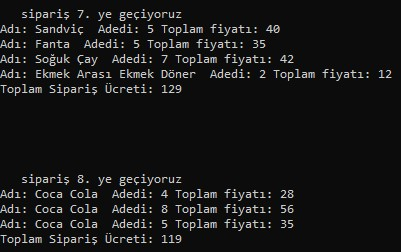 sipariş 7. ye geçiyoruz
Adı: Sandviç Adedi: 5 Toplam fiyatı: 40
Adı: Fanta Adedi: 5 Toplam fiyatı: 35
Adı: Soğuk Çay Adedi: 7 Toplam fiyatı: 42
Adı: Ekmek Arası Ekmek Döner Adedi: 2 Toplam fiyatı: 12
Toplam Sipariş Ücreti: 129
sipariş 8. ye geçiyoruz
Adı: Coca Cola Adedi: 4 Toplam fiyatı: 28
Adı: Coca Cola Adedi: 8 Toplam fiyatı: 56
Adı: Coca Cola Adedi: 5 Toplam fiyatı: 35
Toplam Sipariş Ücreti: 119